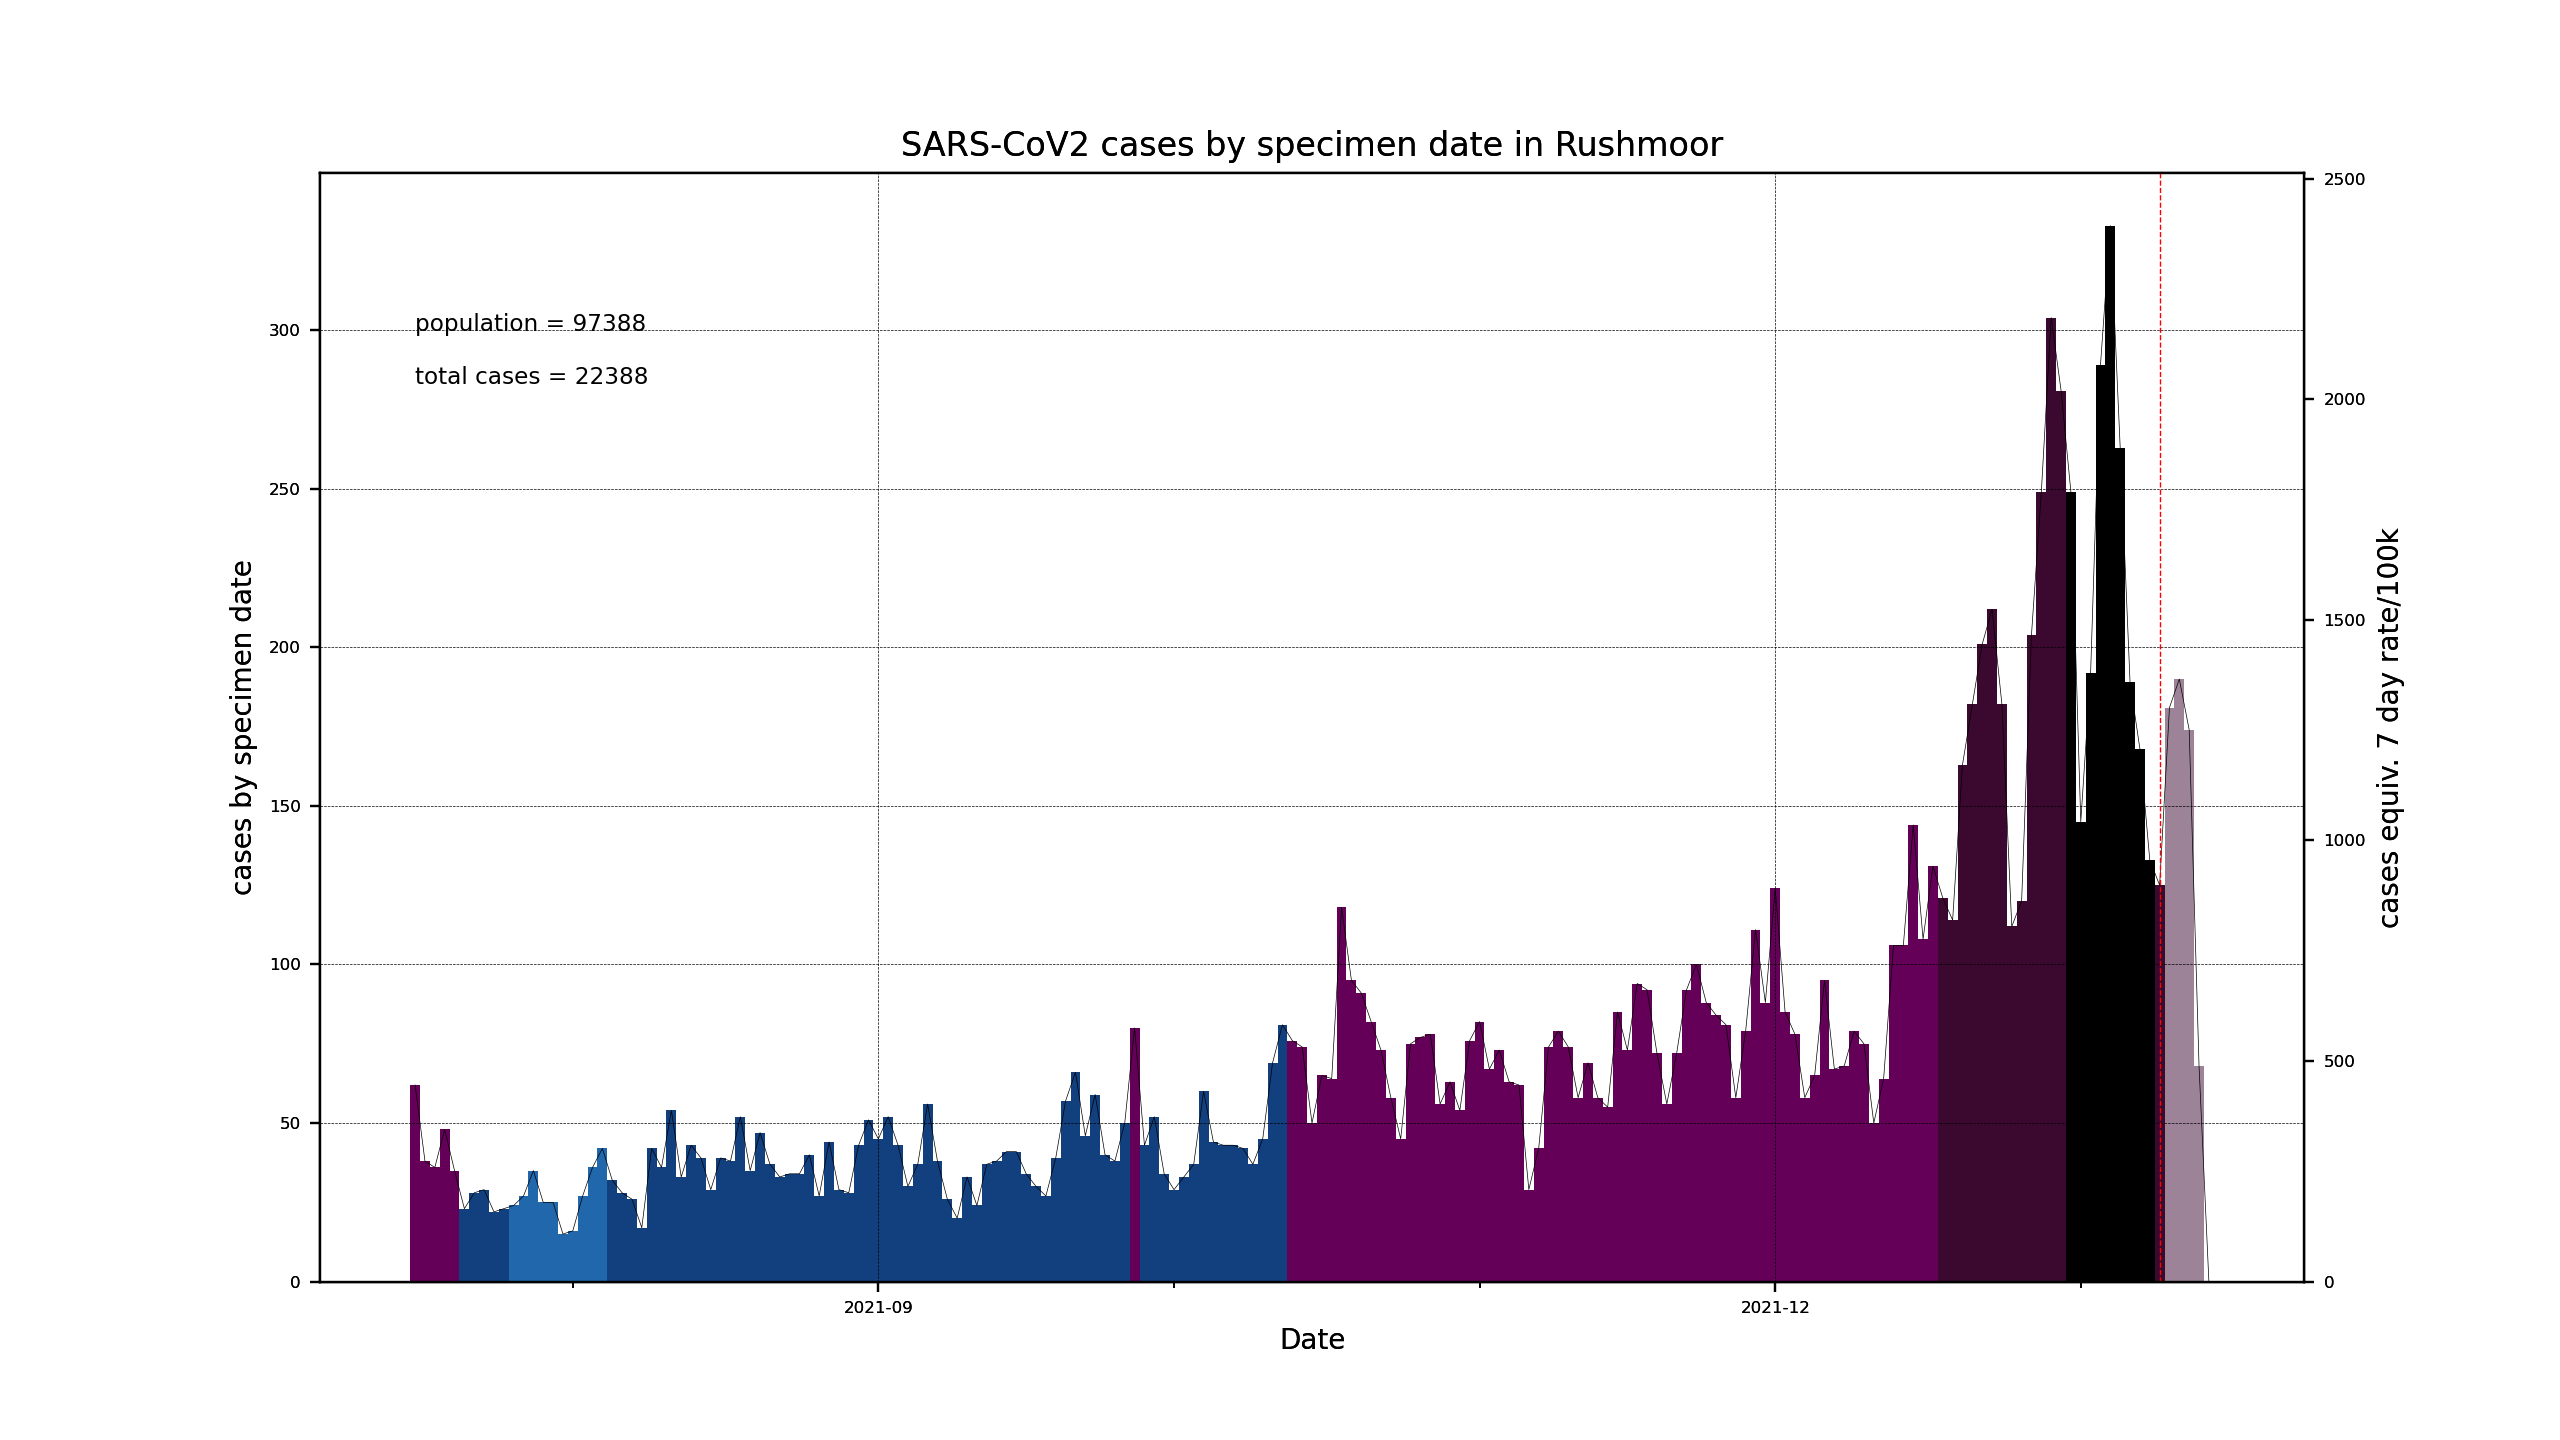 SARS-CoV2 cases by specimen date in Rushmoor
population = 97388
total cases = 22388
cases by specimen date
300
250
200
150
100
50
0
2500
2000
1500
1000
500
0
cases equiv. 7 day rate/100k
2021-09
2021-12
Date